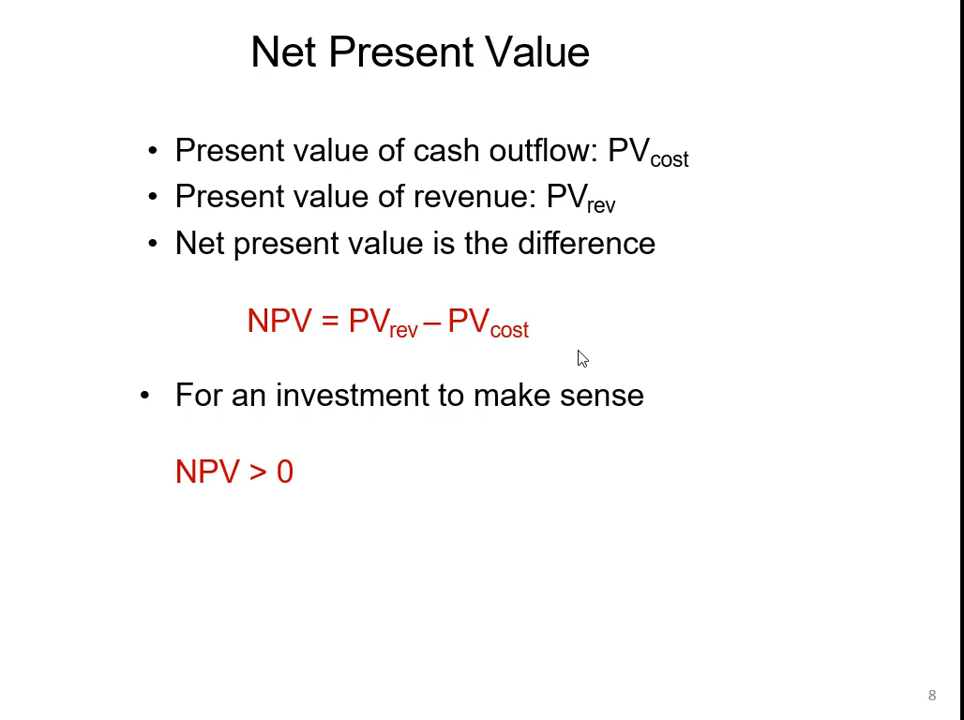 Net Present Value
• Present value of cash outflow: PVcost
• Present value of revenue: PVrev
• Net present value is the difference
NPV = PVrev – PVcost
• For an investment to make sense
NPV > 0
8